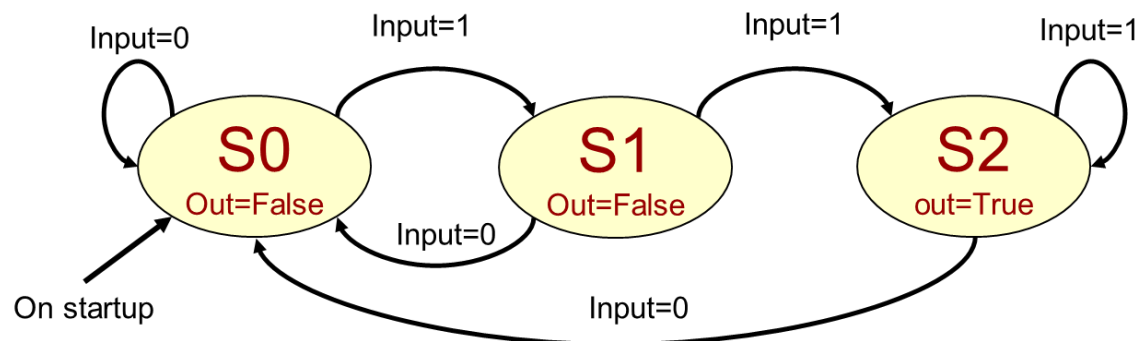 Input=0
Input=1
Input=1
Input=1
S0
Out=False
S1
Out=False
S2
out=True
Input=0
On startup
Input=0